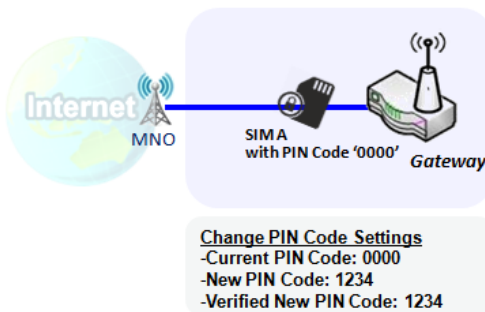 Internet
MNO
SIM A
with PIN Code ‘0000’
Gateway
Change PIN Code Settings
-Current PIN Code: 0000
-New PIN Code: 1234
-Verified New PIN Code: 1234